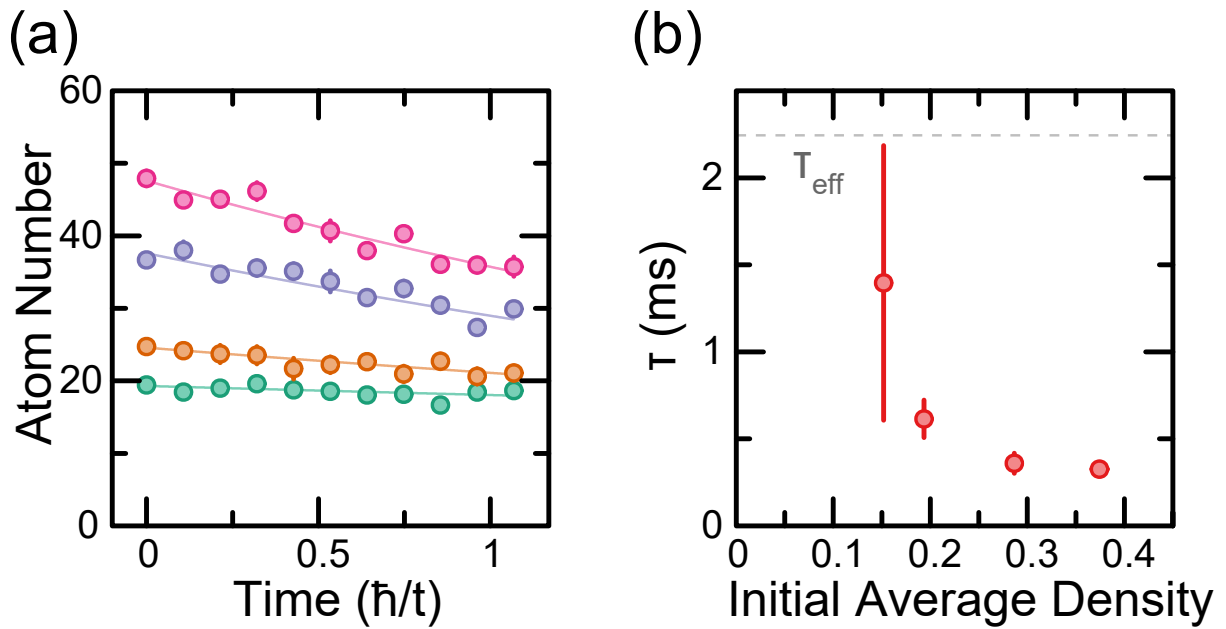 (a)
60
40
20
0
Atom Number
0 0.5 1
Time (ħ/t)
(b)
τeff
2
1
0
τ (ms)
0 0.1 0.2 0.3 0.4
Initial Average Density